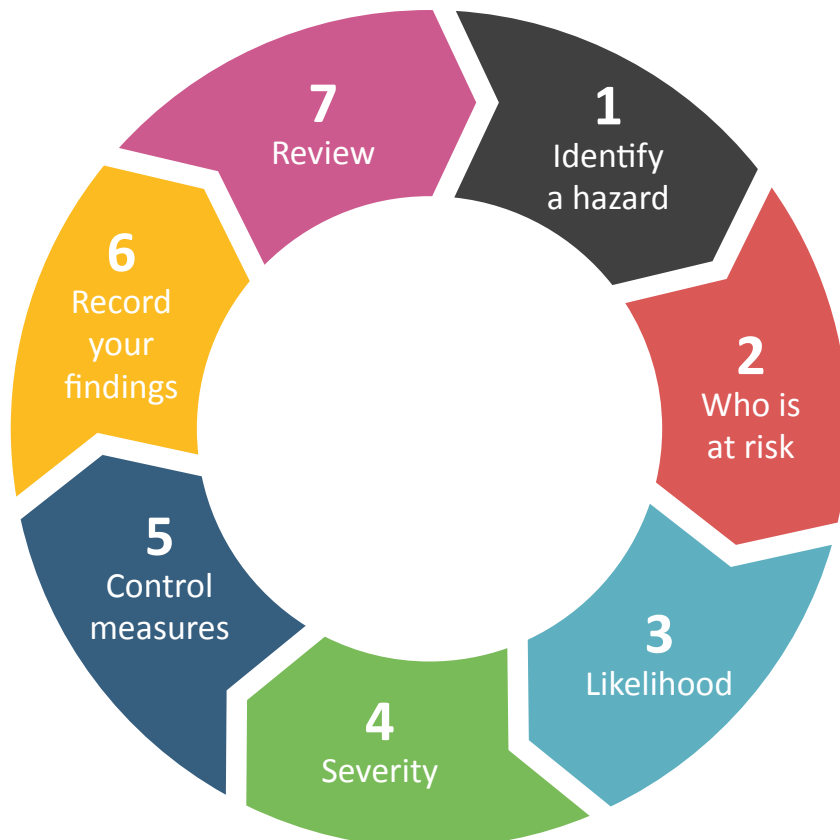 1
Identify
a hazard
2
Who is
at risk
3
Likelihood
4
Severity
5
Control
measures
6
Record
your
findings
7
Review